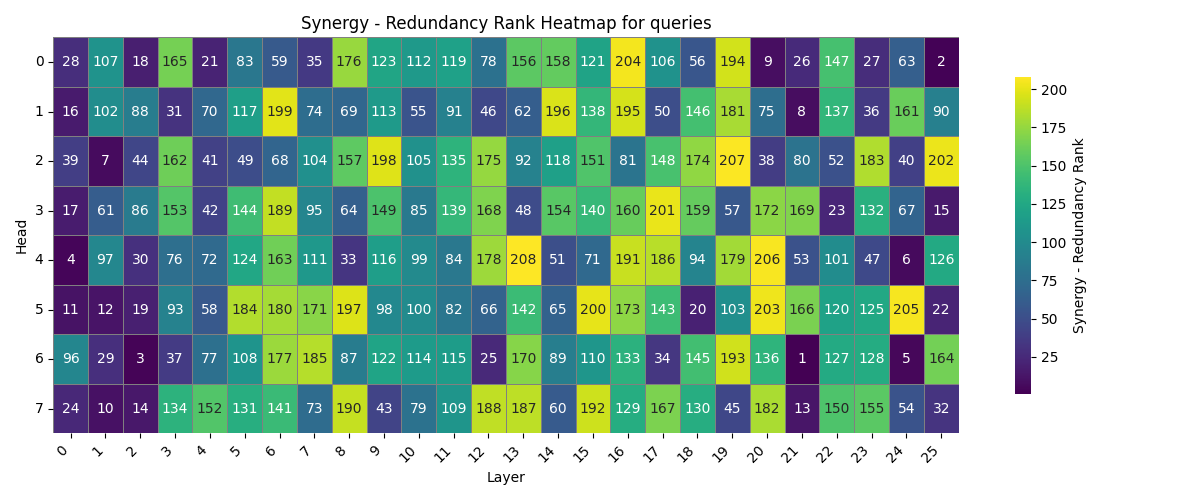 Synergy - Redundancy Rank Heatmap for queries
0 28 107 18 165 21 83 59 35 176 123 112 119 78 156 158 121 204 106 56 194 9 26 147 27 63 2
1 16 102 88 31 70 117 199 74 69 113 55 91 46 62 196 138 195 50 146 181 75 8 137 36 161 90
2 39 7 44 162 41 49 68 104 157 198 105 135 175 92 118 151 81 148 174 207 38 80 52 183 40 202
3 17 61 86 153 42 144 189 95 64 149 85 139 168 48 154 140 160 201 159 57 172 169 23 132 67 15
4 4 97 30 76 72 124 163 111 33 116 99 84 178 208 51 71 191 186 94 179 206 53 101 47 6 126
5 11 12 19 93 58 184 180 171 197 98 100 82 66 142 65 200 173 143 20 103 203 166 120 125 205 22
6 96 29 3 37 77 108 177 185 87 122 114 115 25 170 89 110 133 34 145 193 136 1 127 128 5 164
7 24 10 14 134 152 131 141 73 190 43 79 109 188 187 60 192 129 167 130 45 182 13 150 155 54 32
0 1 2 3 4 5 6 7 8 9 10 11 12 13 14 15 16 17 18 19 20 21 22 23 24 25
Layer
Head
200
175
150
125
100
75
50
25
Synergy - Redundancy Rank